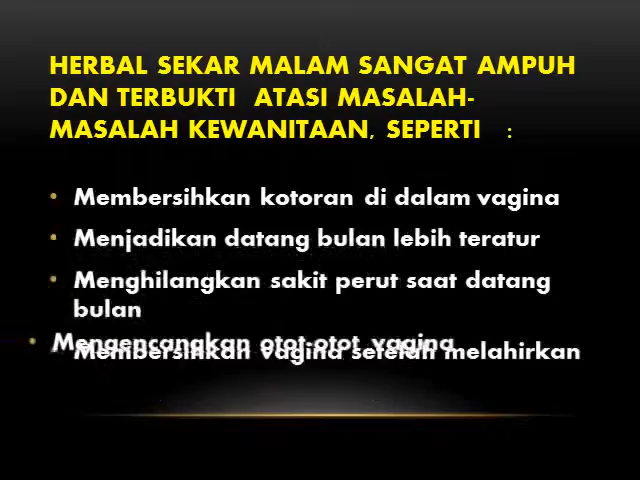 HERBAL SEKAR MALAM SANGAT AMPUH
DAN TERBUKTI ATASI MASALAH-
MASALAH KEWANITAAN, SEPERTI :
• Membersihkan kotoran di dalam vagina
• Menjadikan datang bulan lebih teratur
• Menghilangkan sakit perut saat datang
bulan
• Mengencangkan otot-otot vagina
Membersihkan vagina setelah melahirkan